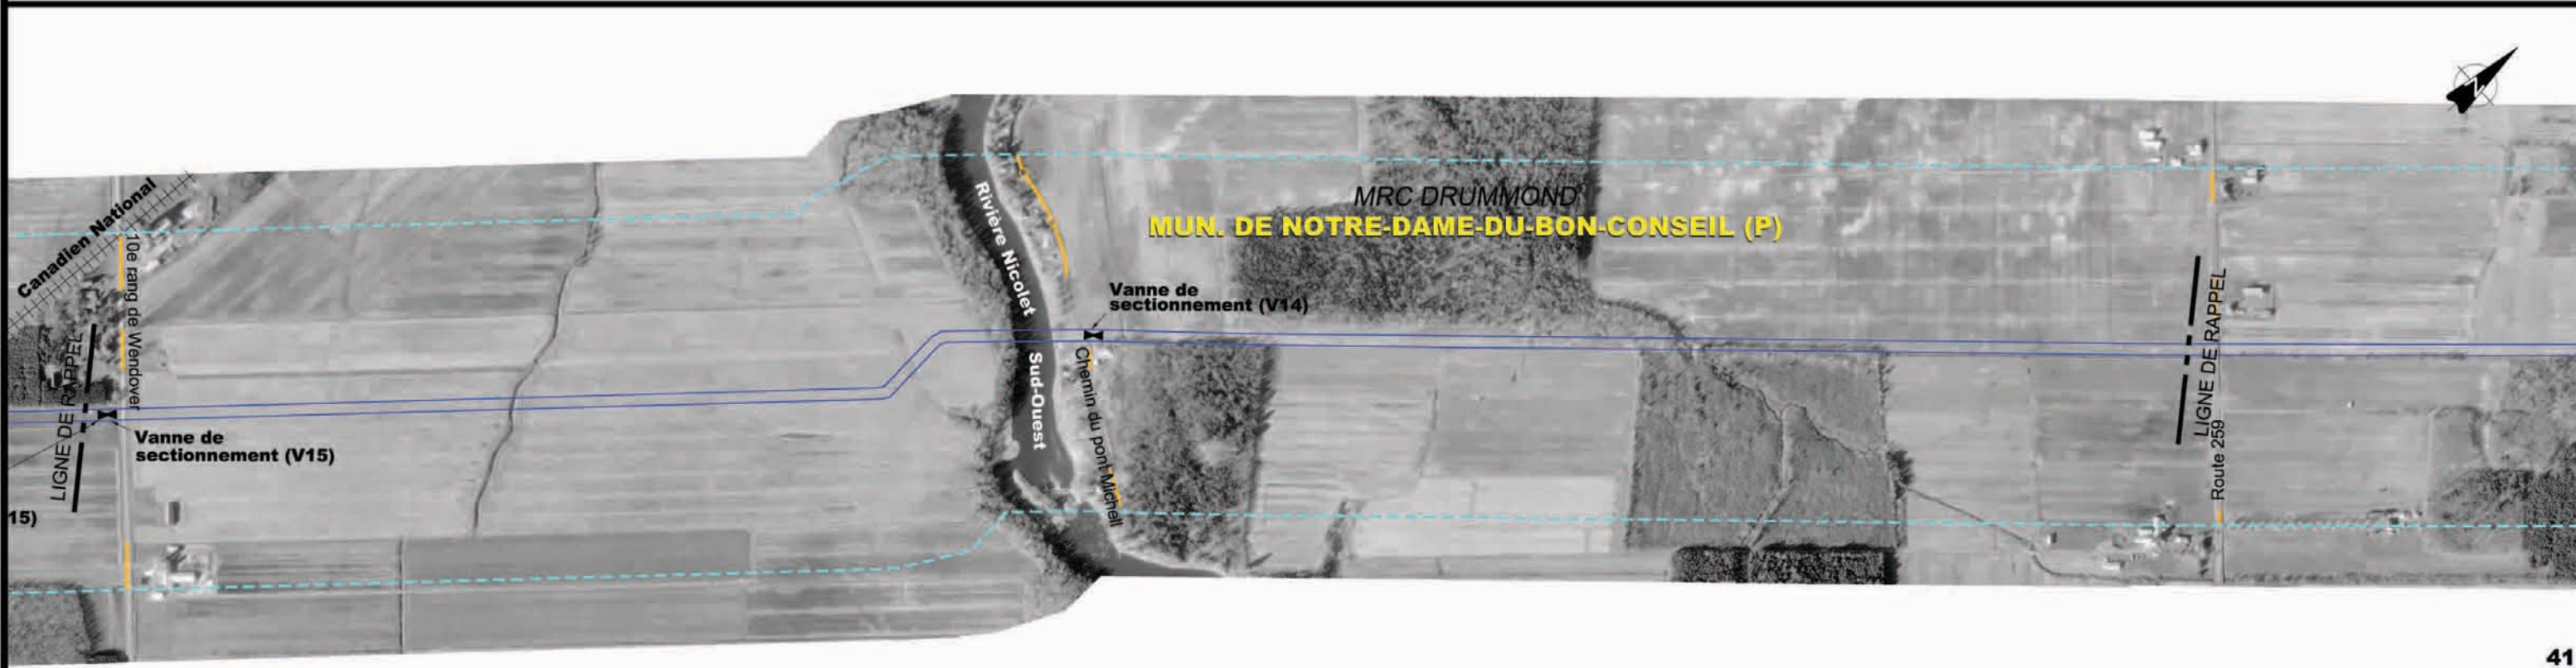 Canadien National
10e rang de Wendover
LIGNE DE RAPPEL
Vanne de
sectionnement (V15)
15)
Rivière Nicolet
Sud-Ouest
Vanne de
sectionnement (V14)
Chemin du pont Michell
MRC DRUMMOND
MUN. DE NOTRE-DAME-DU-BON-CONSEIL (P)
LIGNE DE RAPPEL
Route 259
41